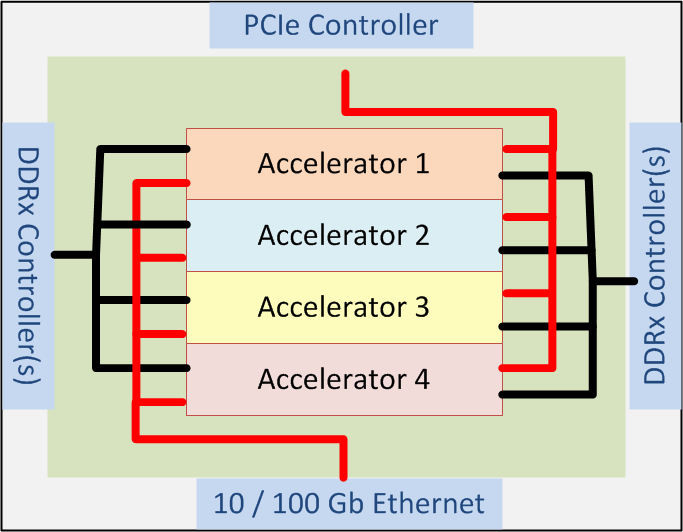 PCIe Controller
DDRx Controller(s)
Accelerator 1
Accelerator 2
Accelerator 3
Accelerator 4
DDRx Controller(s)
10 / 100 Gb Ethernet